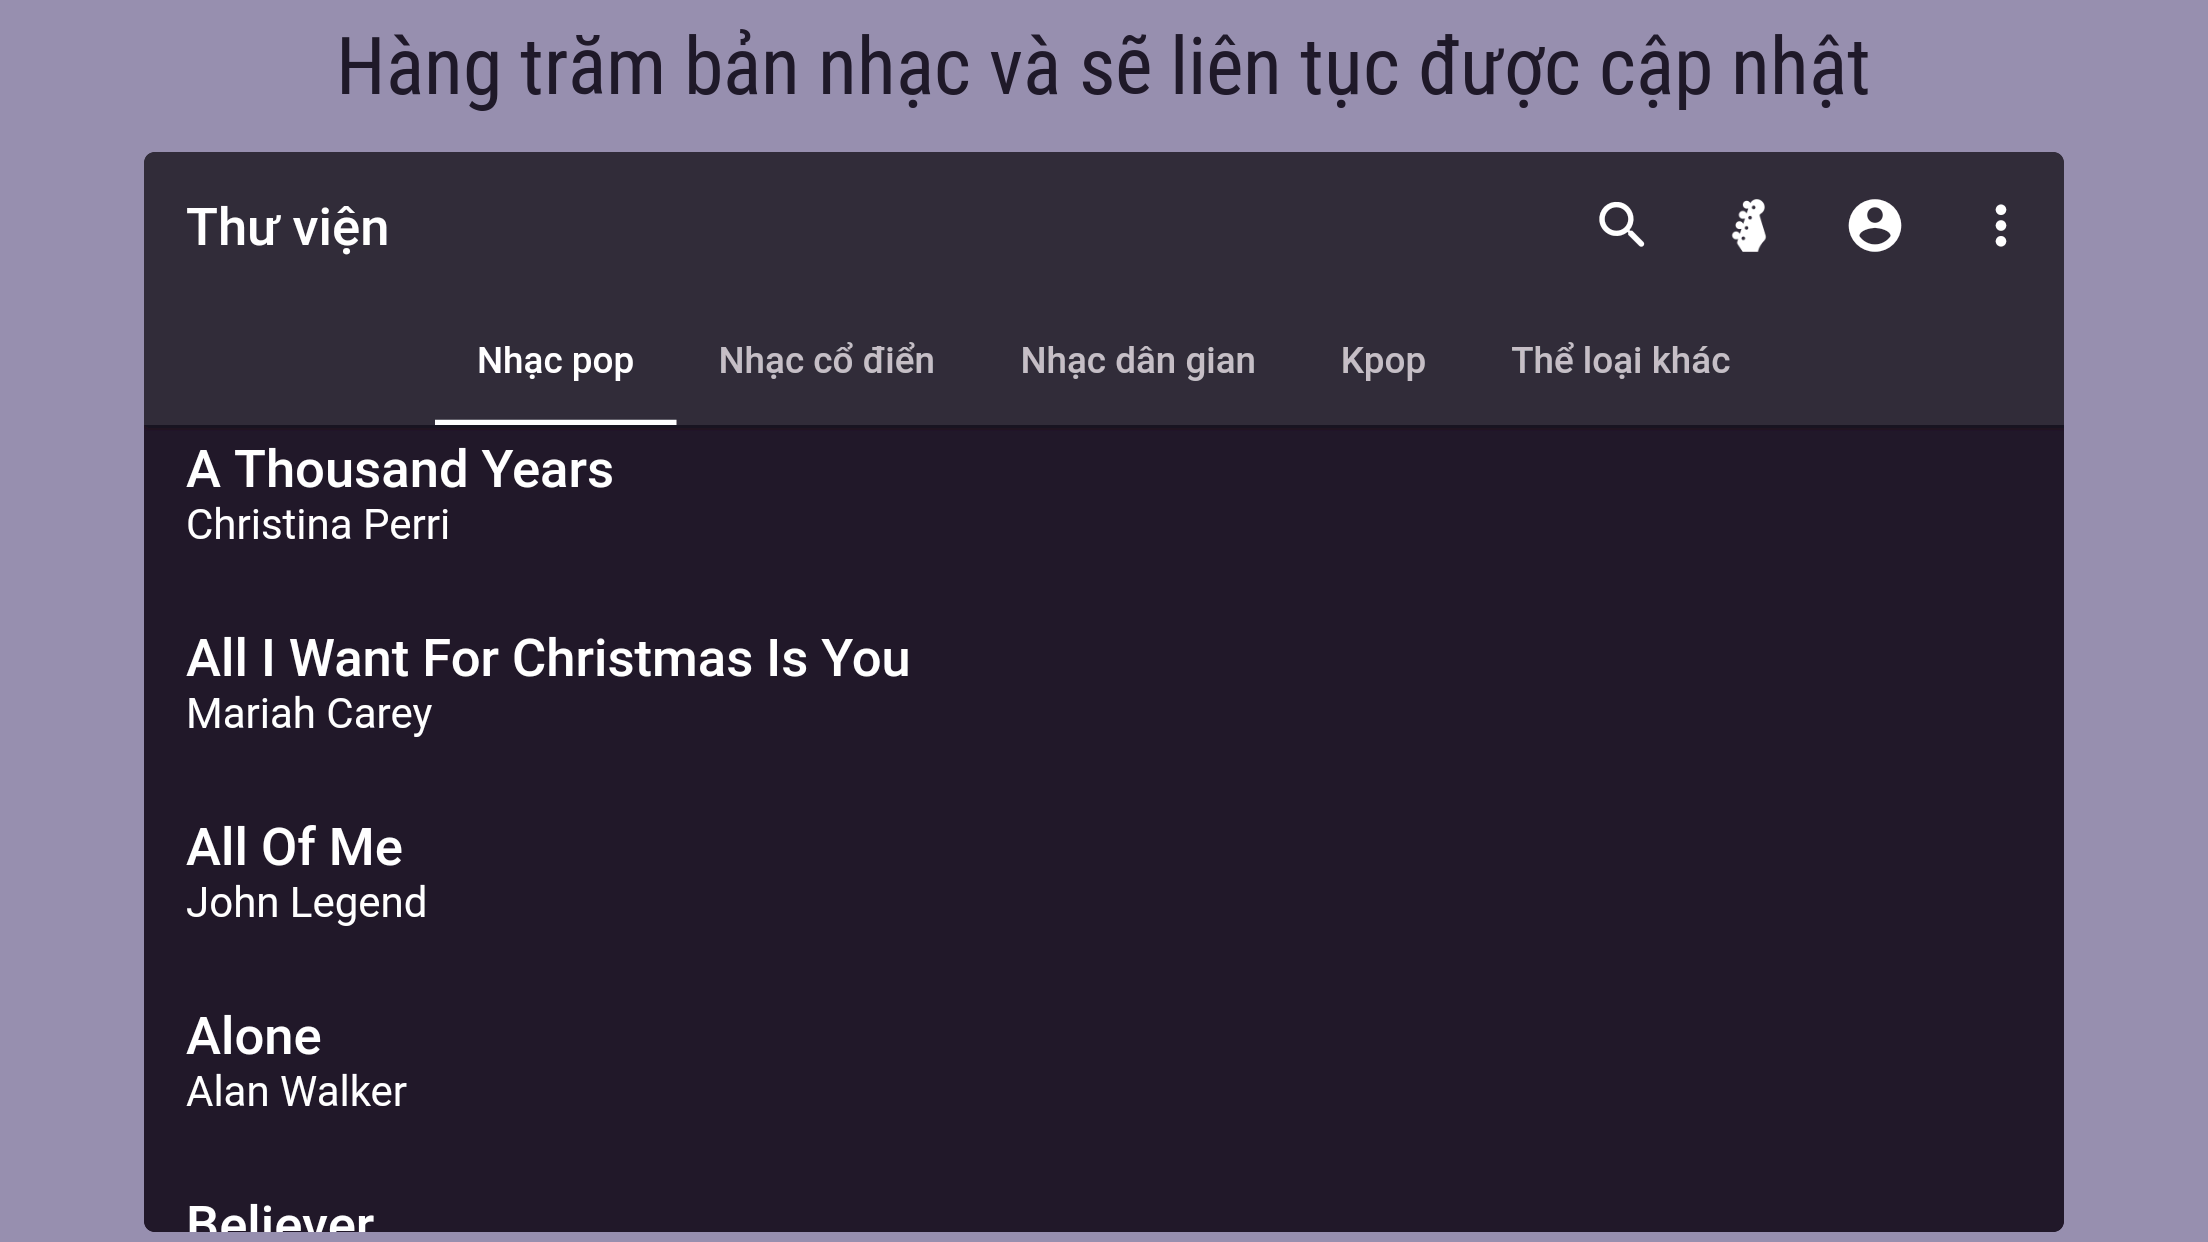 Hàng trăm bản nhạc và sẽ liên tục được cập nhật
Thư viện
Nhạc pop Nhạc cổ điển Nhạc dân gian Kpop Thể loại khác
A Thousand Years
Christina Perri
All I Want For Christmas Is You
Mariah Carey
All Of Me
John Legend
Alone
Alan Walker
Believer